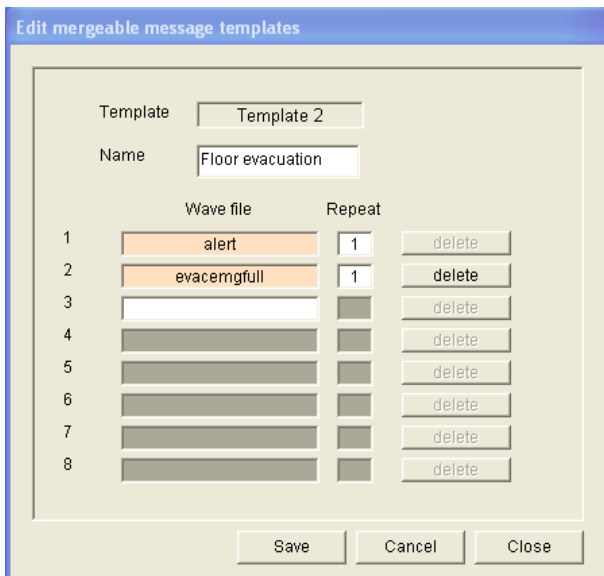 Edit mergeable message templates
Template Template 2
Name Floor evacuation
Wave file Repeat
1 alert 1 delete
2 evacemgfull 1 delete
3 delete
4 delete
5 delete
6 delete
7 delete
8 delete
Save Cancel Close